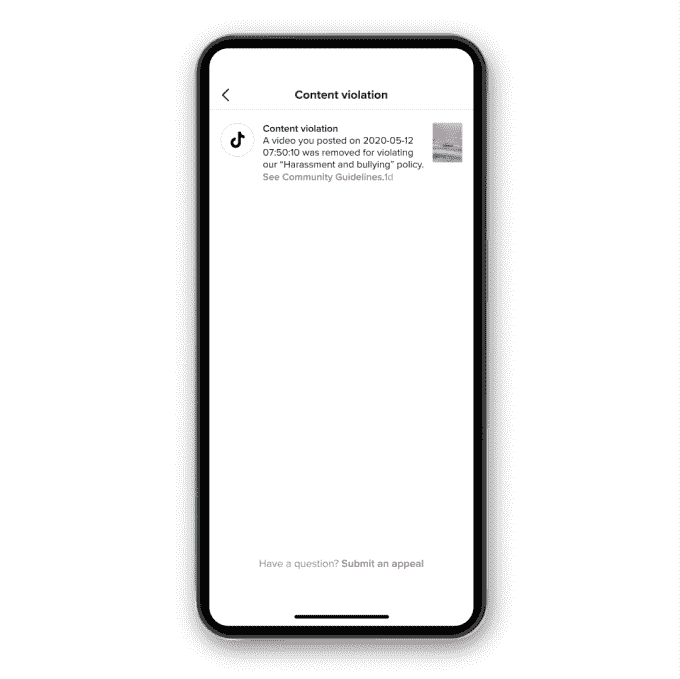 Content violation
Content violation
A video you posted on 2020-05-12
07:50:10 was removed for violating
our “Harassment and bullying” policy.
See Community Guidelines.1d
Have a question? Submit an appeal